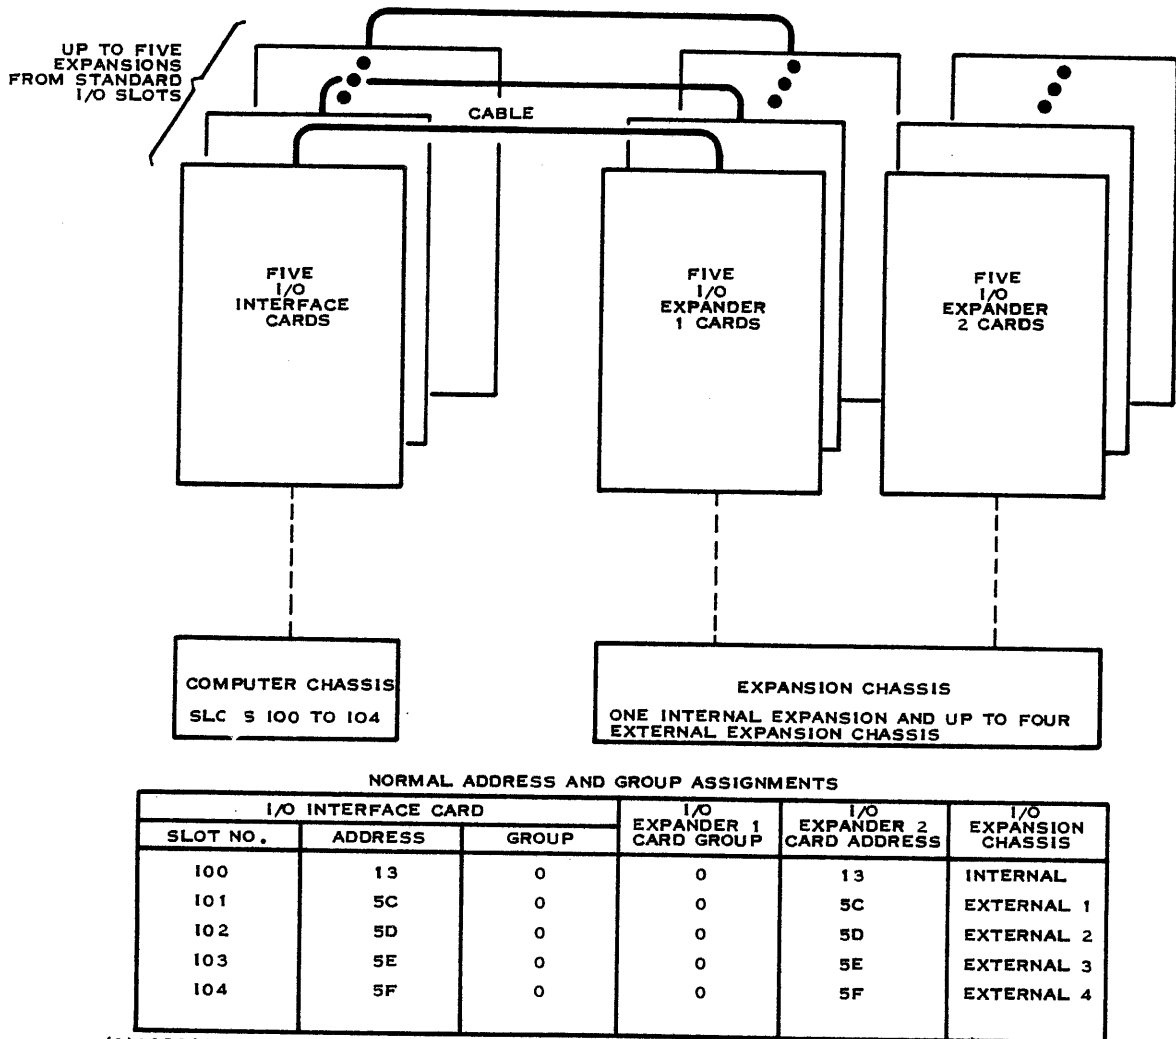 UP TO FIVE
EXPANSIONS
FROM STANDARD
I/O SLOTS
CABLE
FIVE
I/O
INTERFACE
CARDS
FIVE
I/O
EXPANDER
1 CARDS
FIVE
I/O
EXPANDER
2 CARDS
COMPUTER CHASSIS
SLC S 100 TO 104
EXPANSION CHASSIS
ONE INTERNAL EXPANSION AND UP TO FOUR
EXTERNAL EXPANSION CHASSIS
NORMAL ADDRESS AND GROUP ASSIGNMENTS
I/O INTERFACE CARD
I/O
EXPANDER 1
CARD GROUP
I/O
EXPANDER 2
CARD ADDRESS
I/O
EXPANSION
CHASSIS
SLOT NO. ADDRESS GROUP
100 13 0 0 13 INTERNAL
101 5C 0 0 5C EXTERNAL 1
102 5D 0 0 5D EXTERNAL 2
103 5E 0 0 5E EXTERNAL 3
104 5F 0 0 5F EXTERNAL 4